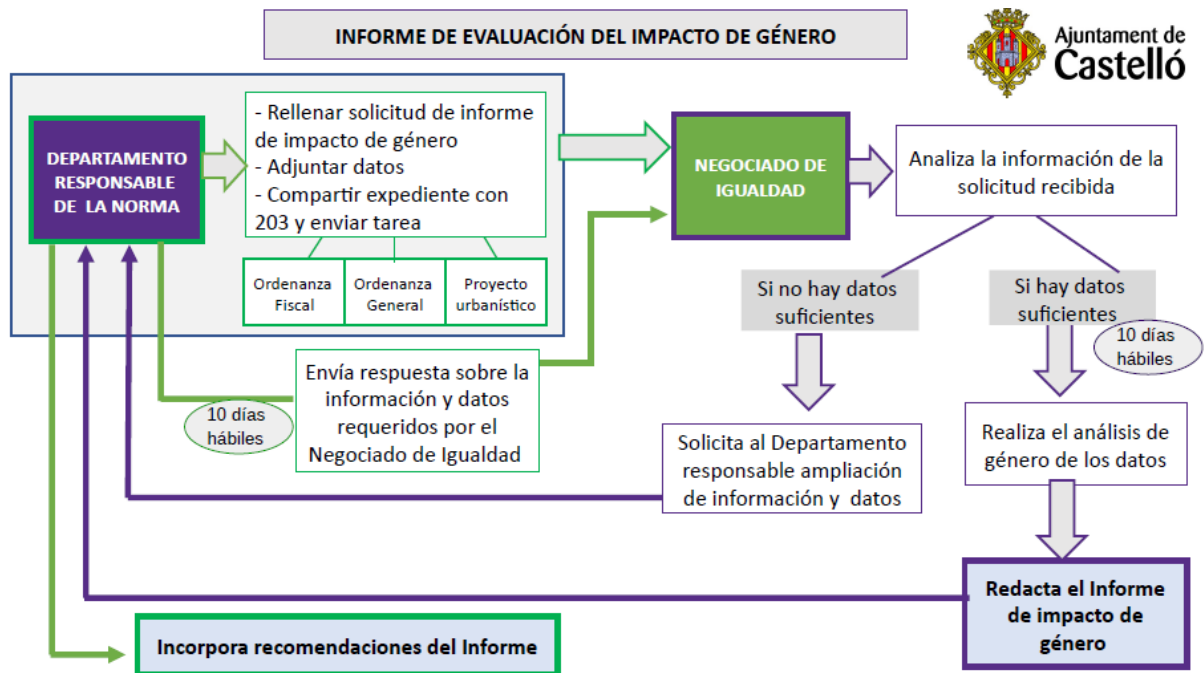 INFORME DE EVALUACIÓN DEL IMPACTO DE GÉNERO
Ajuntament de
Castelló
DEPARTAMENTO
RESPONSABLE
DE LA NORMA
- Rellenar solicitud de informe
de impacto de género
- Adjuntar datos
- Compartir expediente con
203 y enviar tarea
Ordenanza
Fiscal
Ordenanza
General
Proyecto
urbanístico
NEGOCIADO DE
IGUALDAD
Analiza la información de la
solicitud recibida
Si no hay datos
suficientes
Si hay datos
suficientes
10 días
hábiles
Envía respuesta sobre la
información y datos
requeridos por el
Negociado de Igualdad
10 días
hábiles
Solicita al Departamento
responsable ampliación
de información y datos
Realiza el análisis de
género de los datos
Redacta el Informe
de impacto de
género
Incorpora recomendaciones del Informe